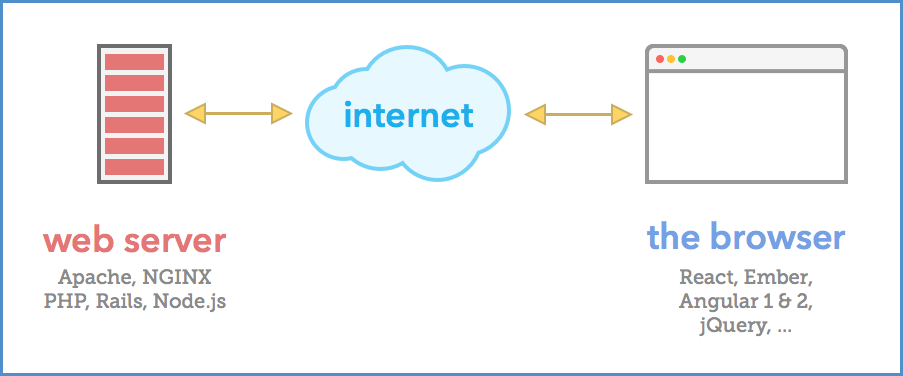 internet
web server
Apache, NGINX
PHP, Rails, Node.js
the browser
React, Ember,
Angular 1 & 2,
jQuery, ...